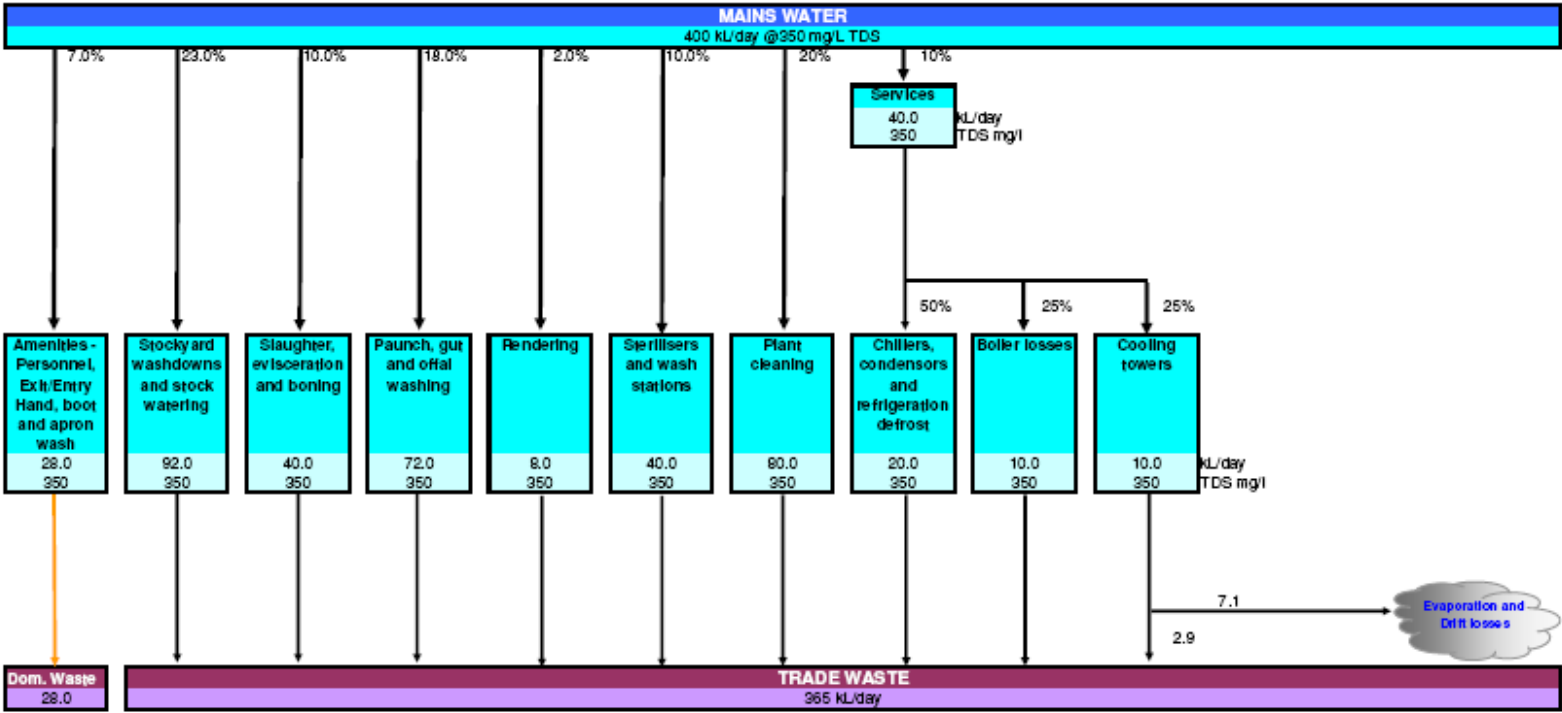 MAINS WATER
400 kL/day @350 mg/L TDS
7.0%
23.0%
10.0%
18.0%
2.0%
10.0%
20%
10%
Services
40.0
kL/day
350
TDS mg/l
50%
25%
25%
Amenities -
Personnel,
Exit/Entry
Hand, boot
and apron
wash
28.0
350
Stockyard
washdowns
and stock
watering
92.0
350
Slaughter,
evisceration
and boning
40.0
350
Paunch, gut
and offal
washing
72.0
350
Rendering
8.0
350
Sterilisers
and wash
stations
40.0
350
Plant
cleaning
80.0
350
Chillers,
condensors
and
refrigeration
defrost
20.0
350
Boiler losses
10.0
350
Cooling
towers
10.0
350
kL/day
TDS mg/l
7.1
2.9
Evaporation and
Drift losses
Dom. Waste
28.0
TRADE WASTE
365 kL/day